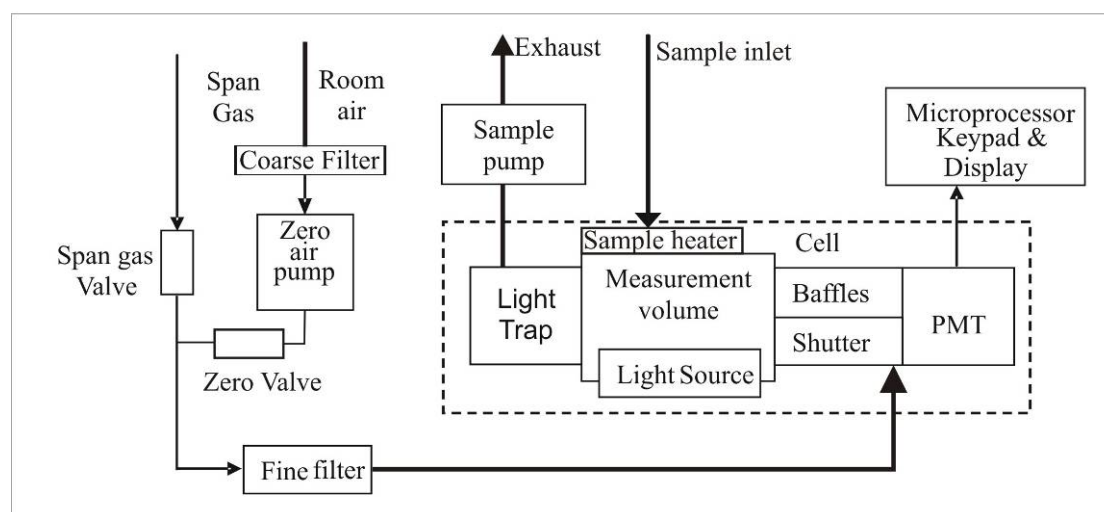 Span
Gas
Room
air
Exhaust
Sample inlet
Coarse Filter
Sample
pump
Microprocessor
Keypad &
Display
Zero
air
pump
Span gas
Valve
Zero Valve
Sample heater
Cell
Measurement
volume
Light
Trap
Baffles
Shutter
PMT
Light Source
Fine filter